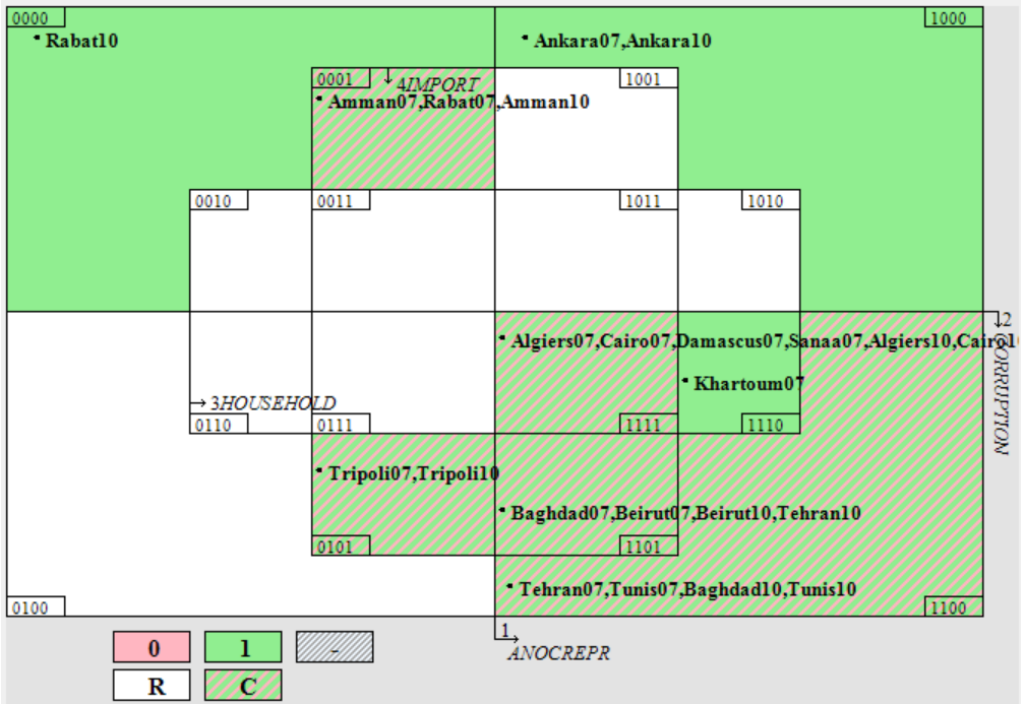 0000
1000
Rabat10
Ankara07,Ankara10
0001
4IMPORT
1001
Amman07,Rabat07,Amman10
0010
0011
1011
1010
2
CORRUPTION
Algiers07,Cairo07,Damascus07,Sanaa07,Algiers10,Cairo1
Khartoum07
3HOUSEHOLD
0110
0111
1111
1110
Tripoli07,Tripoli10
Baghdad07,Beirut07,Beirut10,Tehran10
0101
1101
Tehran07,Tunis07,Baghdad10,Tunis10
0100
1100
1
ANOCREPR
0
1
-
R
C